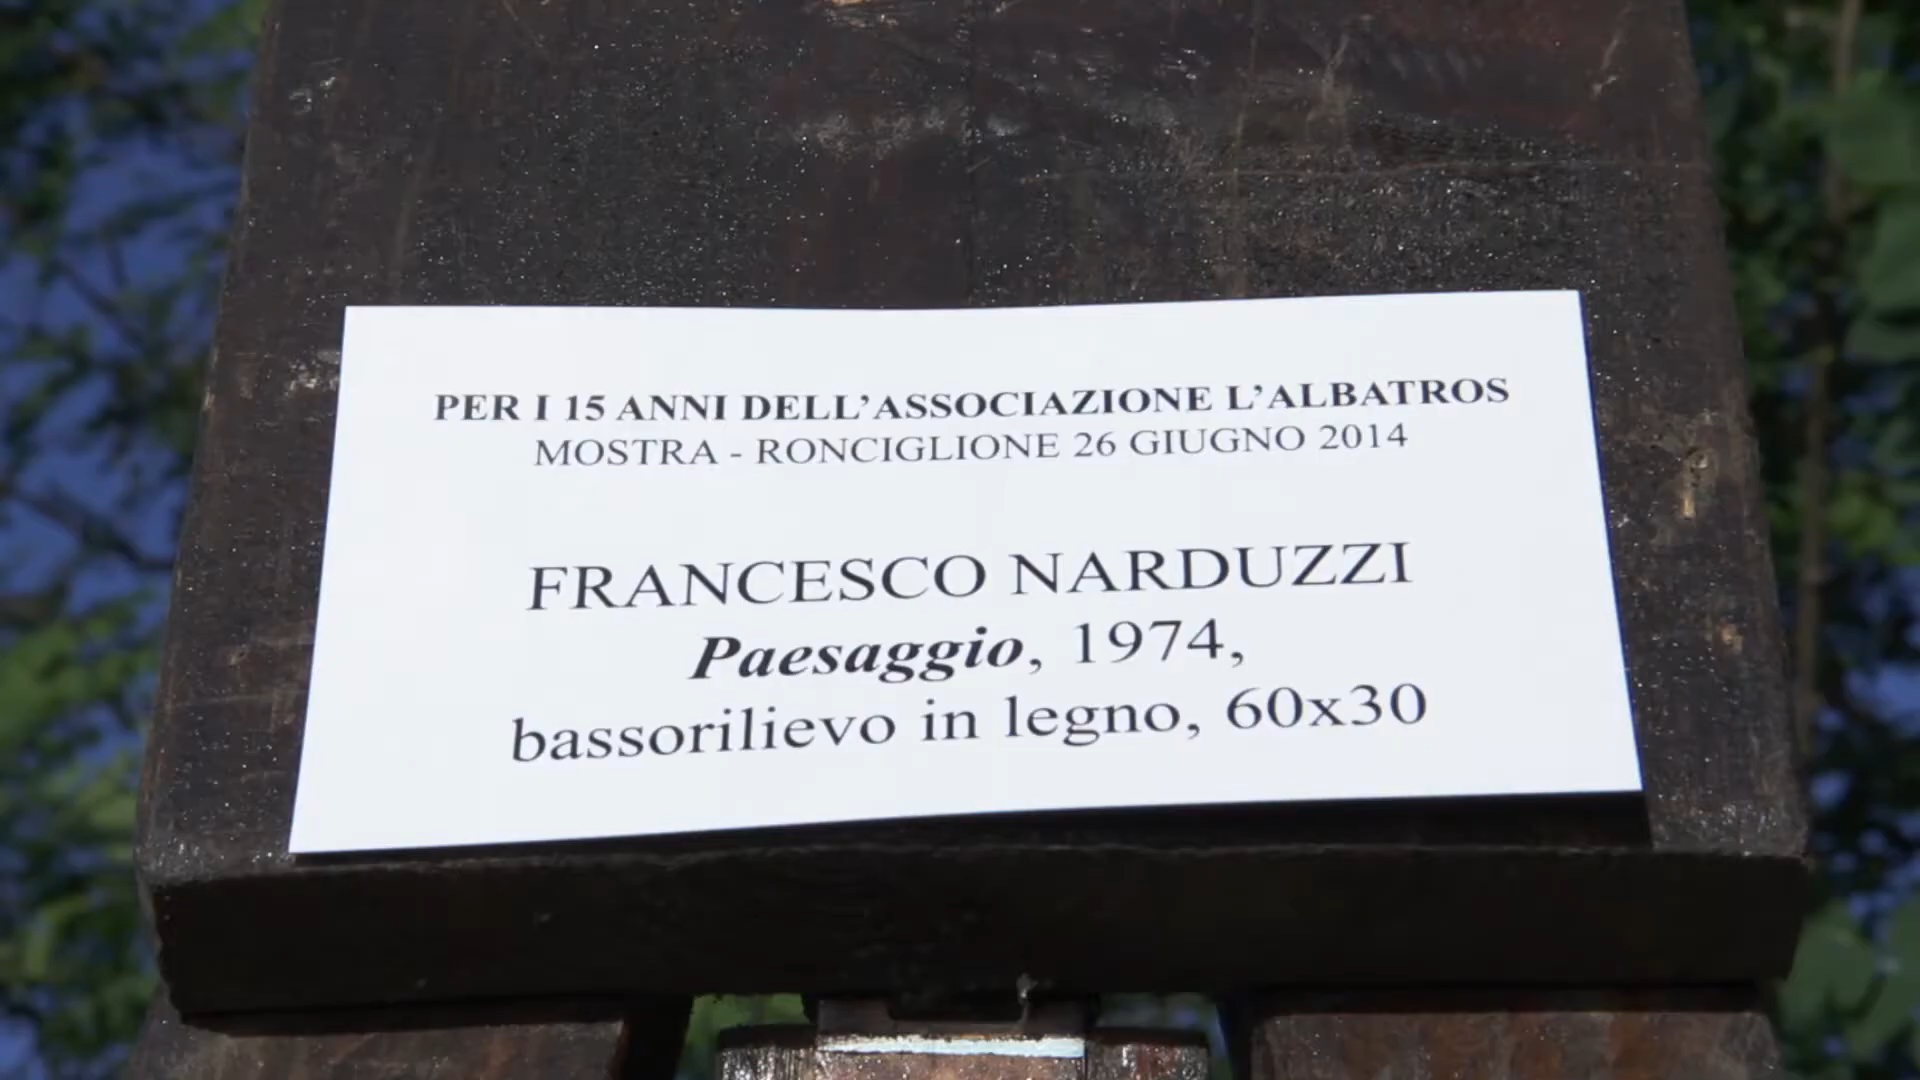 PER I 15 ANNI DELL’ASSOCIAZIONE L’ALBATROS
MOSTRA - RONCIGLIONE 26 GIUGNO 2014
FRANCESCO NARDUZZI
Paesaggio, 1974,
bassorilievo in legno, 60x30